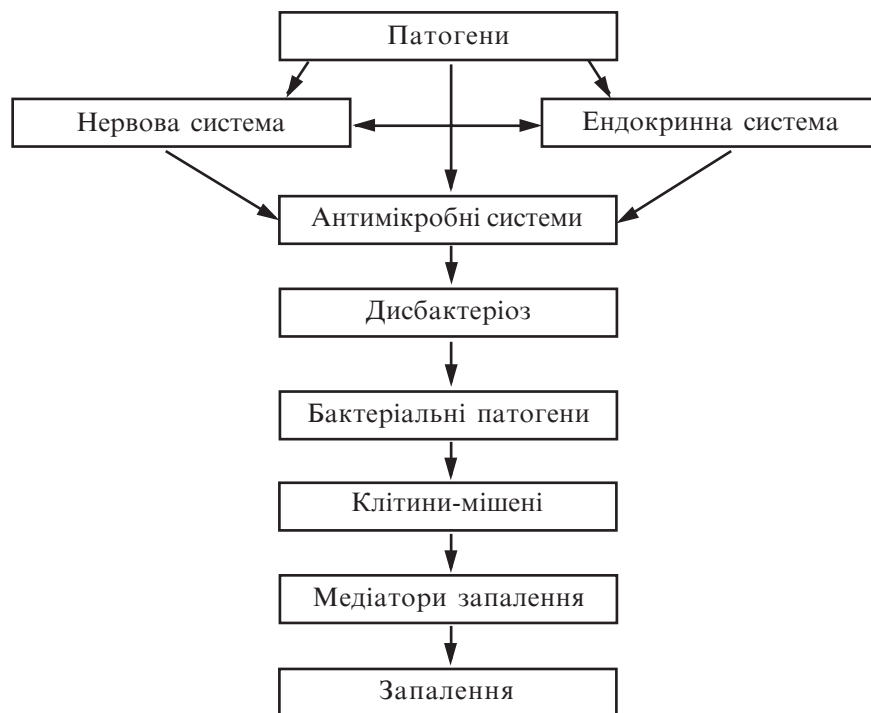 Патогени
Нервова система
Ендокринна система
Антимікробні системи
Дисбактеріоз
Бактеріальні патогени
Клітини-мішені
Медіатори запалення
Запалення